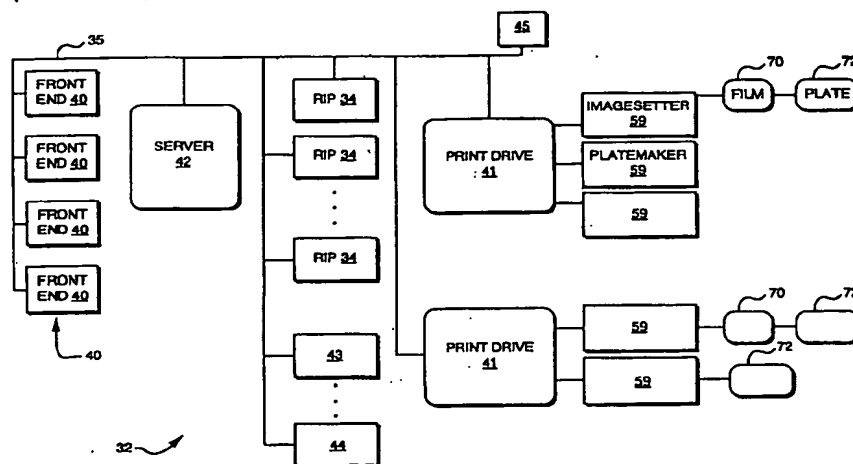 45
35
FRONT
END 40
FRONT
END 40
FRONT
END 40
FRONT
END 40
40
32
SERVER
42
RIP 34
RIP 34
RIP 34
43
44
PRINT DRIVE
41
IMAGESETTER
59
PLATEMAKER
59
59
70
FILM
72
PLATE
PRINT DRIVE
41
59
59
70
72
72